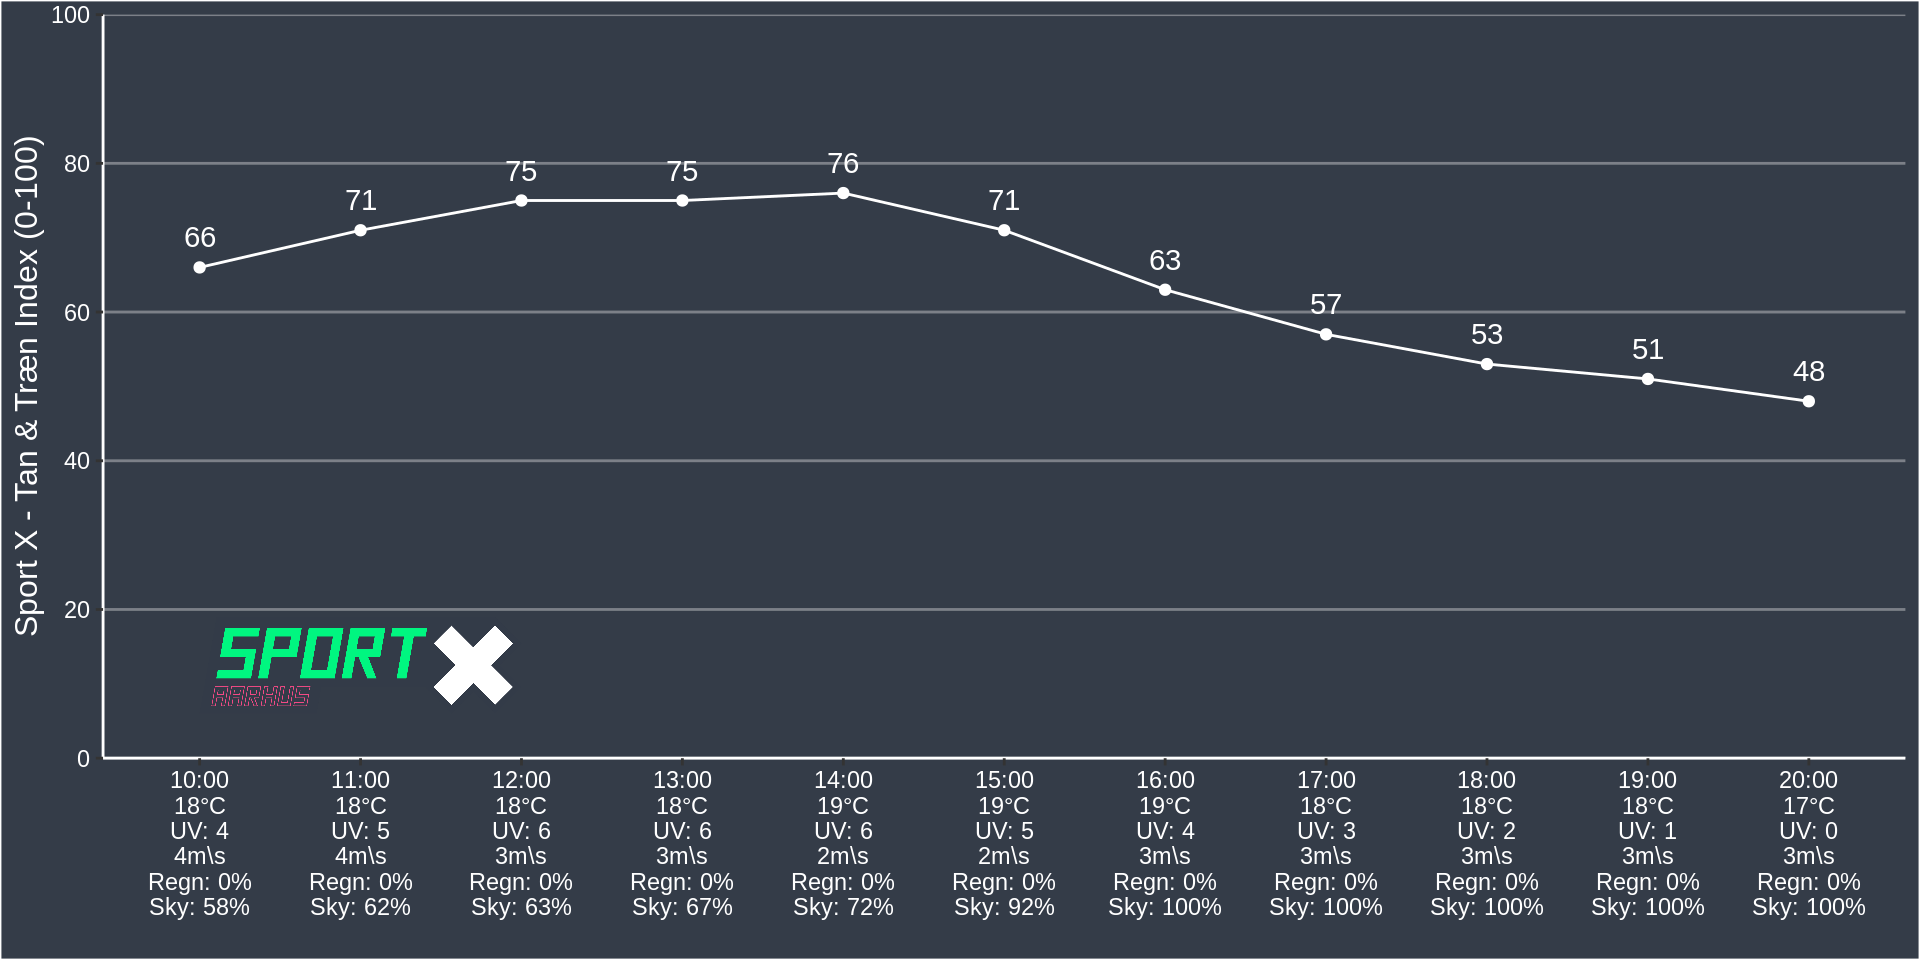 Sport X - Tan & Træn Index (0-100)
100
80
60
40
20
0
66
71
75
75
76
71
63
57
53
51
48
SPORT X
AARHUS
10:00 11:00 12:00 13:00 14:00 15:00 16:00 17:00 18:00 19:00 20:00
18°C 18°C 18°C 18°C 19°C 19°C 19°C 18°C 18°C 18°C 17°C
UV: 4 UV: 5 UV: 6 UV: 6 UV: 6 UV: 5 UV: 4 UV: 3 UV: 2 UV: 1 UV: 0
4m\s 4m\s 3m\s 3m\s 2m\s 2m\s 3m\s 3m\s 3m\s 3m\s 3m\s
Regn: 0% Regn: 0% Regn: 0% Regn: 0% Regn: 0% Regn: 0% Regn: 0% Regn: 0% Regn: 0% Regn: 0% Regn: 0%
Sky: 58% Sky: 62% Sky: 63% Sky: 67% Sky: 72% Sky: 92% Sky: 100% Sky: 100% Sky: 100% Sky: 100% Sky: 100%